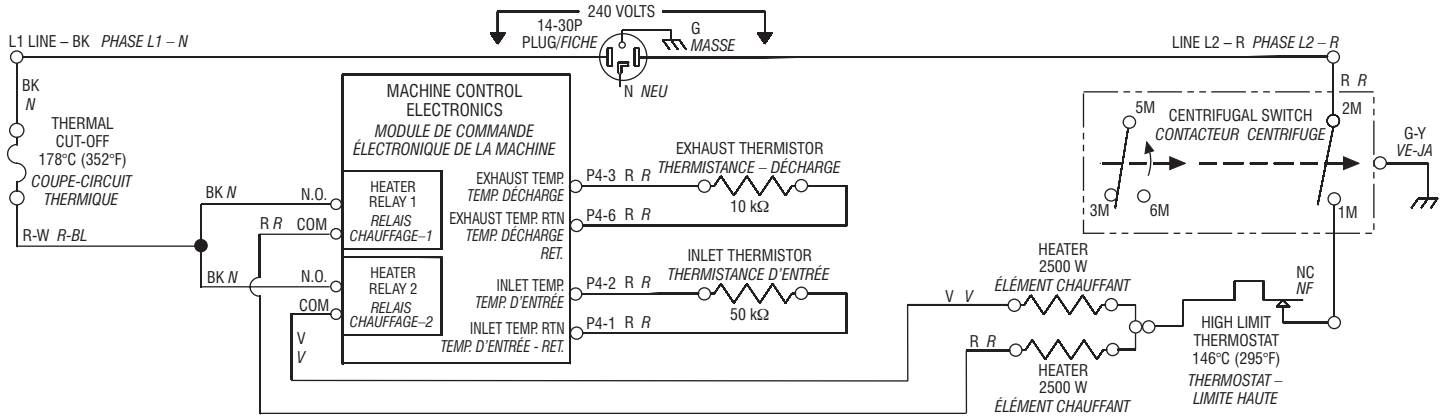 240 VOLTS
14-30P
PLUG/FICHE
G
MASSE
N NEU
L1 LINE – BK PHASE L1 – N
LINE L2 – R PHASE L2 – R
BK
N
THERMAL
CUT-OFF
178°C (352°F)
COUPE-CIRCUIT
THERMIQUE
R-W R-BL
MACHINE CONTROL
ELECTRONICS
MODULE DE COMMANDE
ÉLECTRONIQUE DE LA MACHINE
BK N
N.O.
R R COM
HEATER
RELAY 1
RELAIS
CHAUFFAGE–1
BK N
N.O.
COM
V
V
HEATER
RELAY 2
RELAIS
CHAUFFAGE–2
EXHAUST TEMP.
TEMP. DÉCHARGE
EXHAUST TEMP. RTN
TEMP. DÉCHARGE
RET.
INLET TEMP.
TEMP. D'ENTRÉE
INLET TEMP. RTN
TEMP. D'ENTRÉE - RET.
P4-3 R R
P4-6 R R
P4-2 R R
P4-1 R R
EXHAUST THERMISTOR
THERMISTANCE – DÉCHARGE
10 kΩ
INLET THERMISTOR
THERMISTANCE D'ENTRÉE
50 kΩ
R R
5M
CENTRIFUGAL SWITCH
CONTACTEUR CENTRIFUGE
2M
3M
6M
1M
G-Y
VE-JA
HEATER
2500 W
ÉLÉMENT CHAUFFANT
V V
R R
HEATER
2500 W
ÉLÉMENT CHAUFFANT
NC
NF
HIGH LIMIT
THERMOSTAT
146°C (295°F)
THERMOSTAT –
LIMITE HAUTE